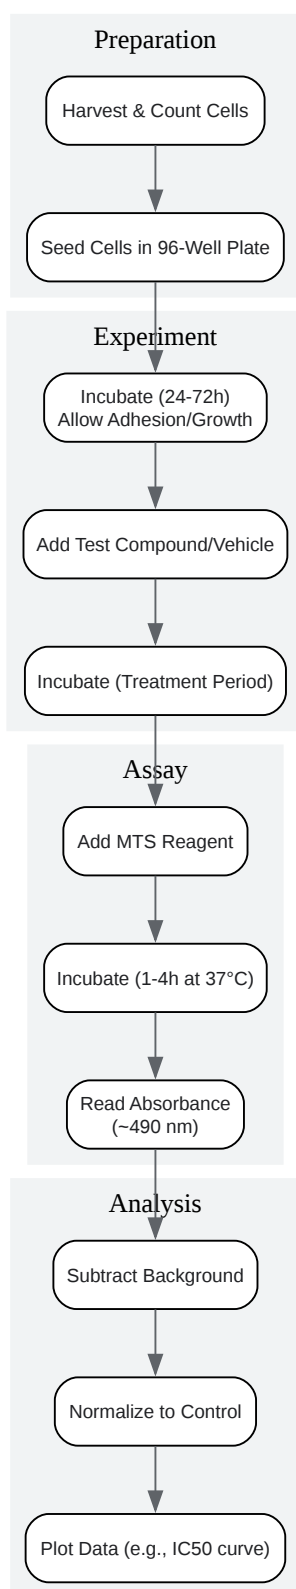 Preparation
Harvest & Count Cells
Seed Cells in 96-Well Plate
Experiment
Incubate (24-72h)
Allow Adhesion/Growth
Add Test Compound/Vehicle
Incubate (Treatment Period)
Assay
Add MTS Reagent
Incubate (1-4h at 37°C)
Read Absorbance
(~490 nm)
Analysis
Subtract Background
Normalize to Control
Plot Data (e.g., IC50 curve)